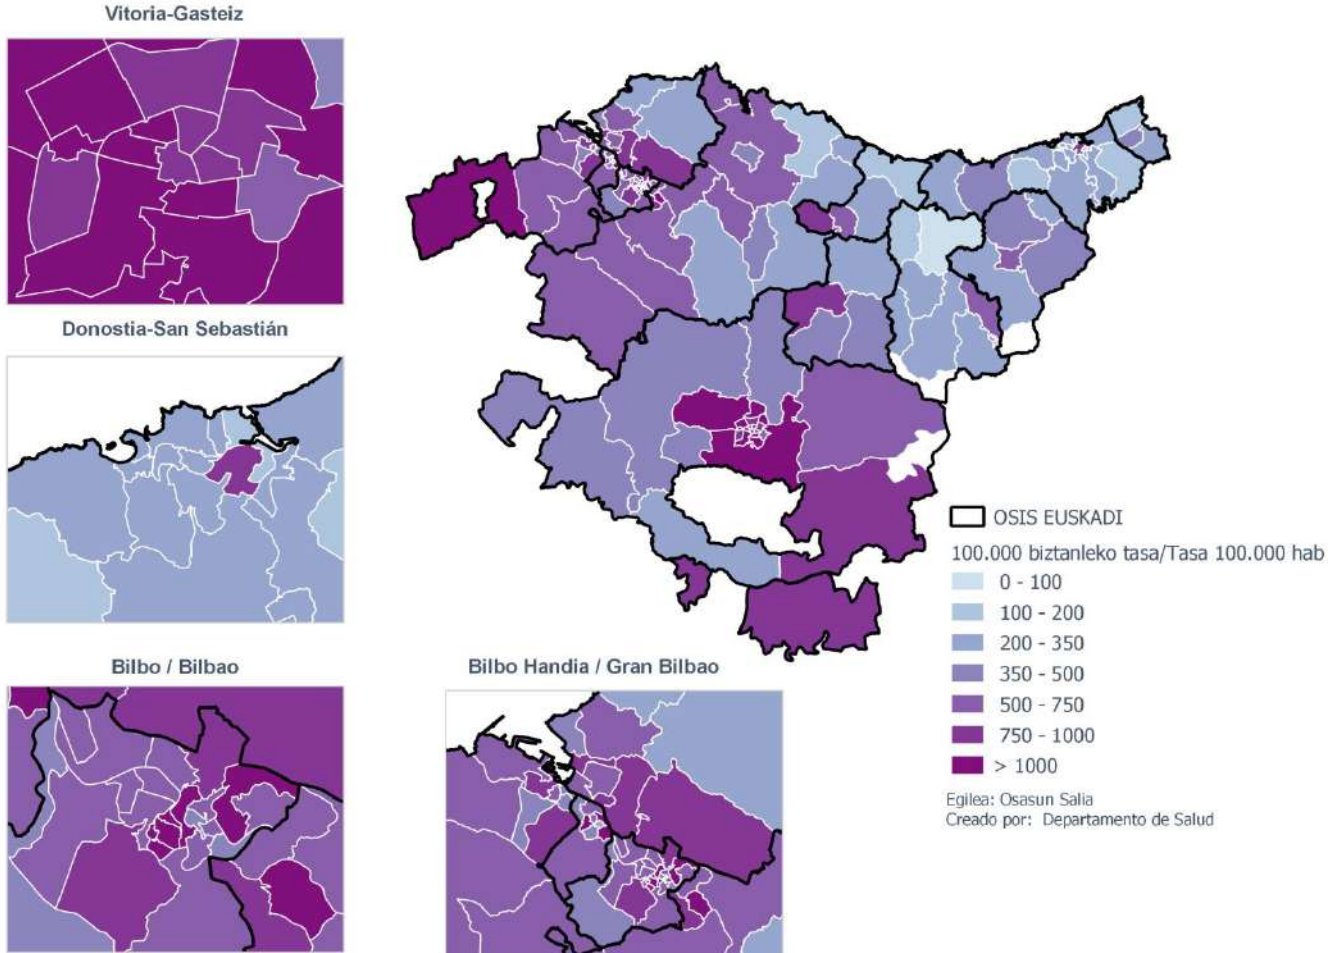 Vitoria-Gasteiz
Donostia-San Sebastián
Bilbo / Bilbao
Bilbo Handia / Gran Bilbao
OSIS EUSKADI
100.000 biztanleko tasa/Tasa 100.000 hab
0 - 100
100 - 200
200 - 350
350 - 500
500 - 750
750 - 1000
> 1000
Egilea: Osasun Salia
Creado por: Departamento de Salud